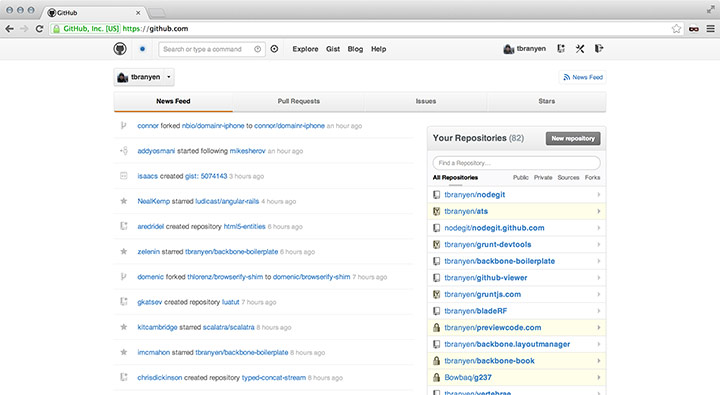 GitHub
GitHub, Inc. [US] https://github.com
Search or type a command
Explore Gist Blog Help
tbranyen
tbranyen
News Feed
News Feed Pull Requests Issues Stars
connor forked nbio/domainr-iphone to connor/domainr-iphone an hour ago
addyosmani started following mikesherov an hour ago
isaacs created gist: 5074143 3 hours ago
NealKemp starred ludicast/angular-rails 4 hours ago
aredridel created repository html5-entities 6 hours ago
zelenin starred tbranyen/backbone-boilerplate 6 hours ago
domenic forked thlorenz/browserify-shim to domenic/browserify-shim 7 hours ago
gkatsev created repository luatut 7 hours ago
kitcambridge starred scalatra/scalatra 8 hours ago
imcmahon starred tbranyen/backbone-boilerplate 8 hours ago
chrisdickinson created repository typed-concat-stream 8 hours ago
Your Repositories (82) New repository
Find a Repository...
All Repositories Public Private Sources Forks
tbranyen/nodegit
tbranyen/ats
nodegit/nodegit.github.com
tbranyen/grunt-devtools
tbranyen/backbone-boilerplate
tbranyen/github-viewer
tbranyen/gruntjs.com
tbranyen/bladeRF
tbranyen/previewcode.com
tbranyen/backbone.layoutmanager
tbranyen/backbone-book
Bowbaq/g237
tbranyen/vertebrae